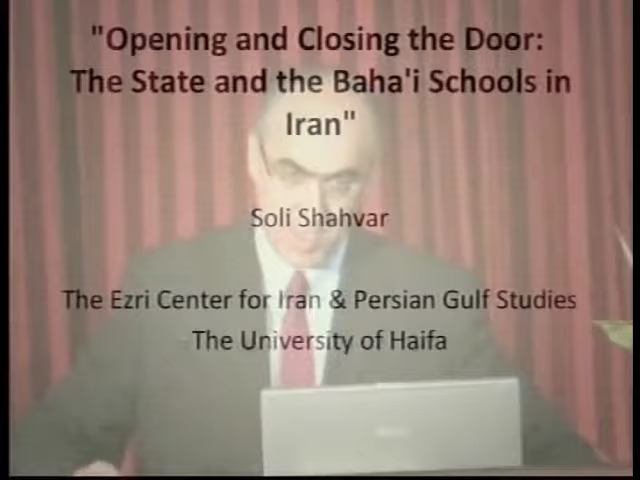 "Opening and Closing the Door:
The State and the Baha'i Schools in
Iran"
Soli Shahvar
The Ezri Center for Iran & Persian Gulf Studies
The University of Haifa